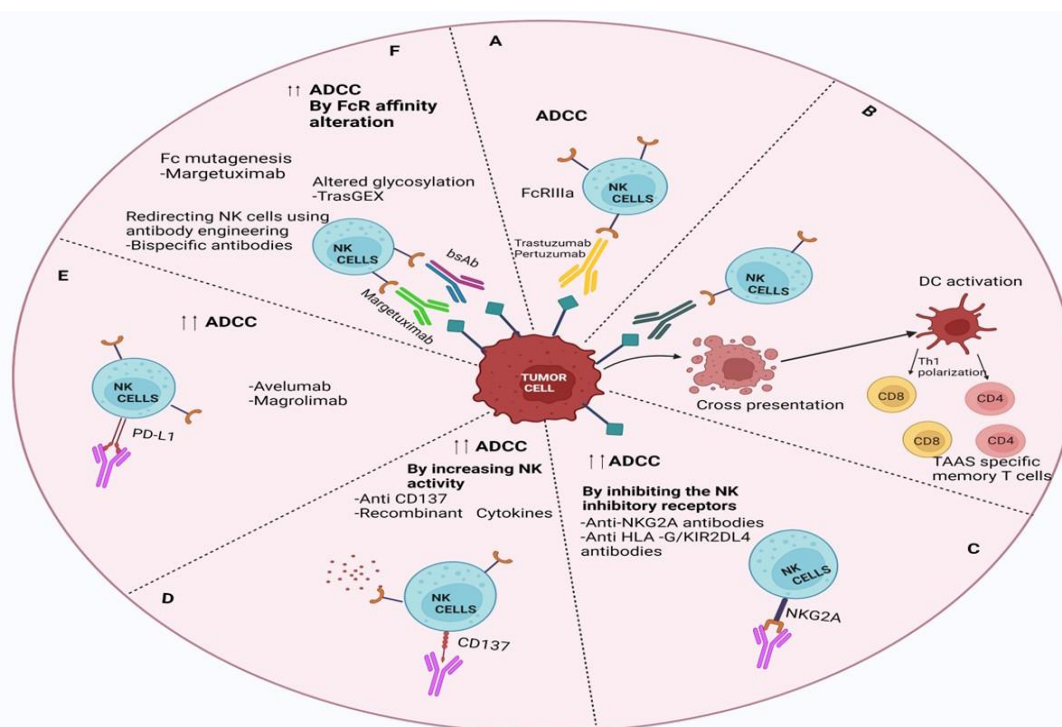 A
ADCC
FcRIIIa
NK
CELLS
Trastuzumab
Pertuzumab
B
NK
CELLS
DC activation
Th1
polarization
CD8
CD4
CD8
CD4
TAAS specific
memory T cells
Cross presentation
TUMOR
CELL
C
↑↑ADCC
By inhibiting the NK
inhibitory receptors
-Anti-NKG2A antibodies
-Anti HLA -G/KIR2DL4
antibodies
NK
CELLS
NKG2A
D
↑↑ ADCC
By increasing NK
activity
-Anti CD137
-Recombinant Cytokines
NK
CELLS
CD137
E
↑↑ ADCC
-Avelumab
-Magrolimab
NK
CELLS
PD-L1
F
↑↑ ADCC
By FcR affinity
alteration
Fc mutagenesis
-Margetuximab
Altered glycosylation
-TrasGEX
Redirecting NK cells using
antibody engineering
-Bispecific antibodies
NK
CELLS
bsAb
Margetuximab